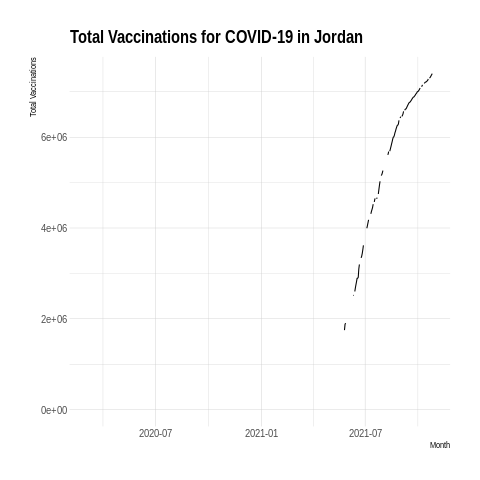 Total Vaccinations for COVID-19 in Jordan
Total Vaccinations
6e+06
4e+06
2e+06
0e+00
2020-07
2021-01
2021-07
Month